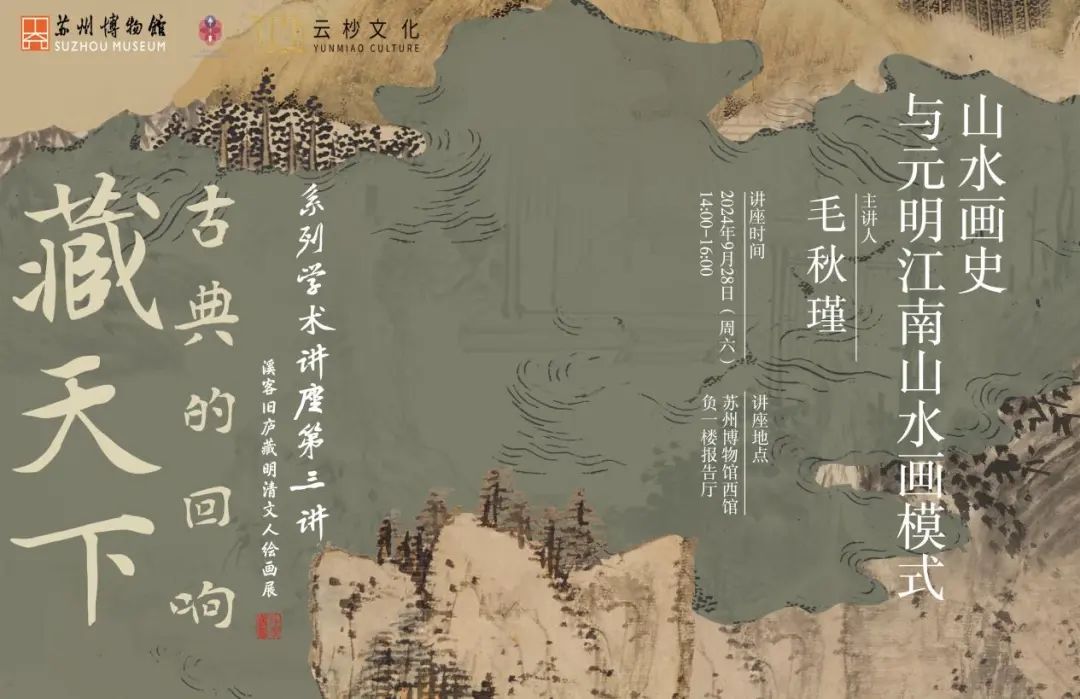 苏州博物馆
SUZHOU MUSEUM
云杪文化
YUNMIAO CULTURE
山水画史
与元明江南山水画模式
主讲人
毛秋瑾
讲座时间
2024年9月28日（周六）
14:00-16:00
讲座地点
苏州博物馆西馆
负一楼报告厅
系列学术讲座第三讲
溪客旧庐藏明清文人绘画展
古典的回响
藏天下